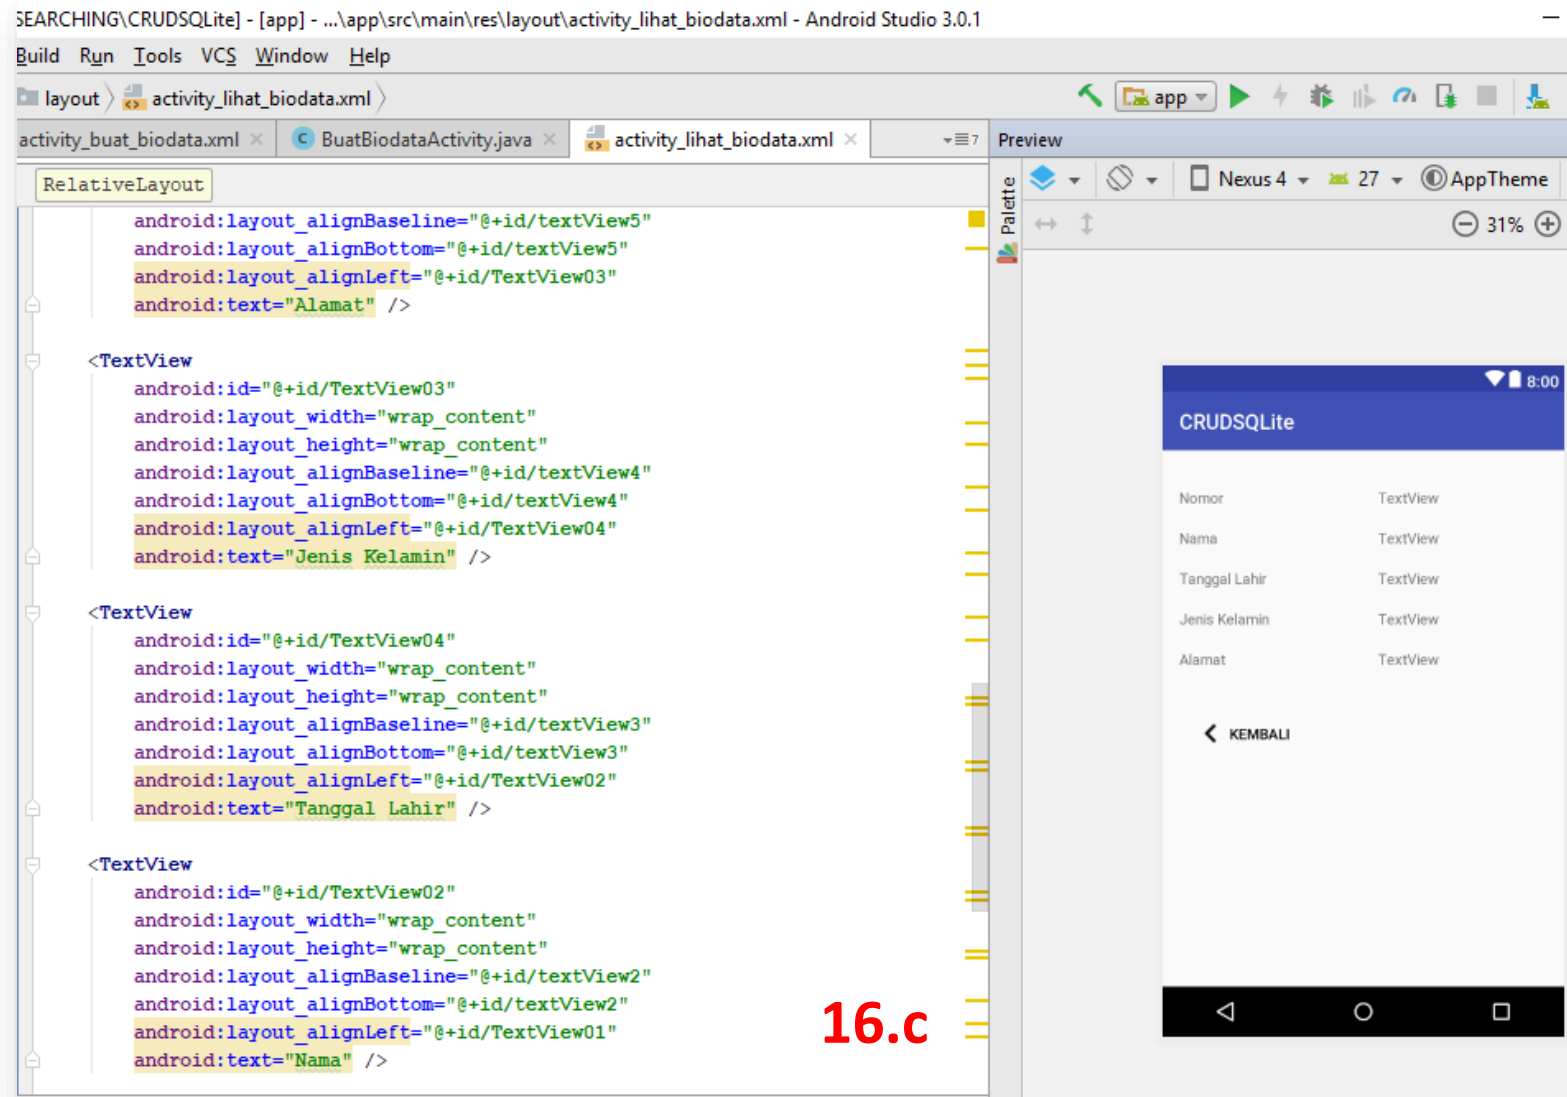 SEARCHING\CRUDSQLite] - [app] - ...\app\src\main\res\layout\activity_lihat_biodata.xml - Android Studio 3.0.1
Build Run Tools VCS Window Help
layout activity_lihat_biodata.xml
app
activity_buat_biodata.xml BuatBiodataActivity.java activity_lihat_biodata.xml 7
Preview
RelativeLayout
Palette
Nexus 4 27 AppTheme
31%
android:layout_alignBaseline="@+id/textView5"
android:layout_alignBottom="@+id/textView5"
android:layout_alignLeft="@+id/TextView03"
android:text="Alamat" />
<TextView
android:id="@+id/TextView03"
android:layout_width="wrap_content"
android:layout_height="wrap_content"
android:layout_alignBaseline="@+id/textView4"
android:layout_alignBottom="@+id/textView4"
android:layout_alignLeft="@+id/TextView04"
android:text="Jenis Kelamin" />
<TextView
android:id="@+id/TextView04"
android:layout_width="wrap_content"
android:layout_height="wrap_content"
android:layout_alignBaseline="@+id/textView3"
android:layout_alignBottom="@+id/textView3"
android:layout_alignLeft="@+id/TextView02"
android:text="Tanggal Lahir" />
<TextView
android:id="@+id/TextView02"
android:layout_width="wrap_content"
android:layout_height="wrap_content"
android:layout_alignBaseline="@+id/textView2"
android:layout_alignBottom="@+id/textView2"
android:layout_alignLeft="@+id/TextView01"
android:text="Nama" />
16.c
8:00
CRUDSQLite
Nomor TextView
Nama TextView
Tanggal Lahir TextView
Jenis Kelamin TextView
Alamat TextView
KEMBALI